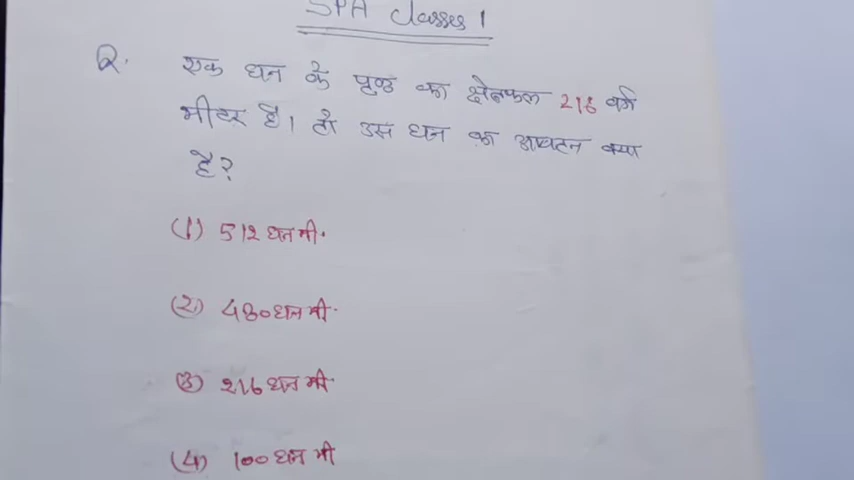 SPA classes 1
Q. एक घन के पृष्ठ का क्षेत्रफल 216 वर्ग
मीटर है। तो उस घन का आयतन क्या
है?
(1) 512 घन मी.
(2) 480 घन मी.
(3) 216 घन मी
(4) 100 घन मी